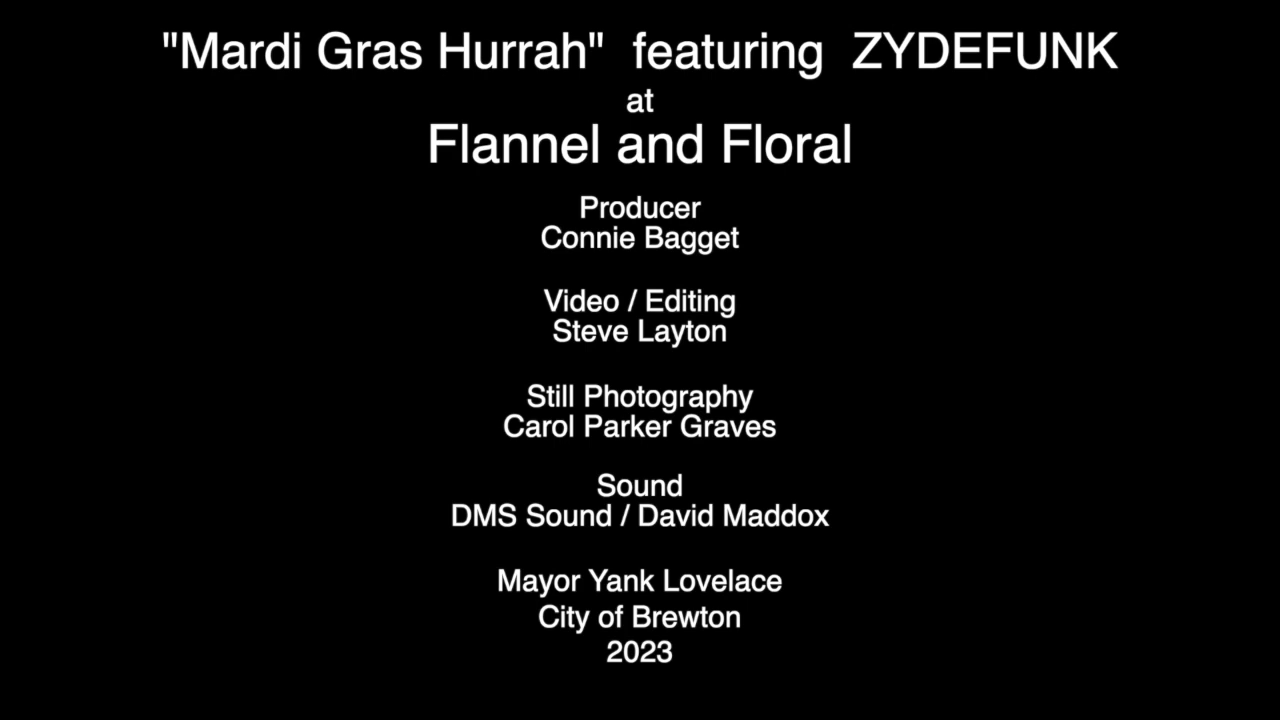 "Mardi Gras Hurrah" featuring ZYDEFUNK
at
Flannel and Floral
Producer
Connie Bagget
Video / Editing
Steve Layton
Still Photography
Carol Parker Graves
Sound
DMS Sound / David Maddox
Mayor Yank Lovelace
City of Brewton
2023